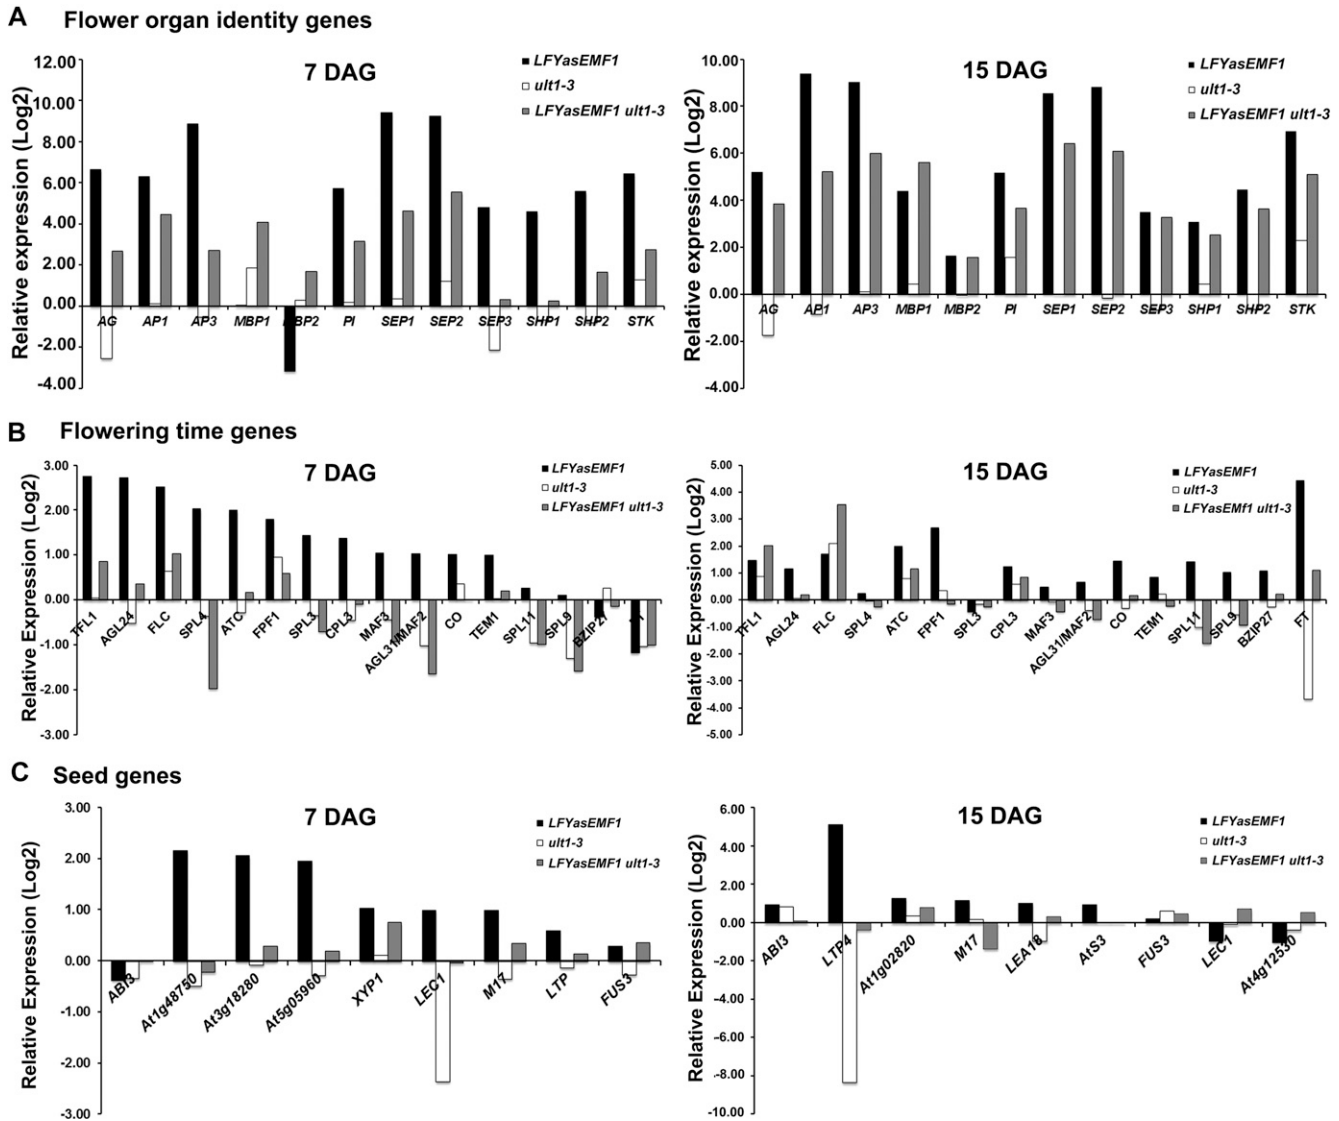 A Flower organ identity genes
7 DAG
Relative expression (Log2)
12.00
10.00
8.00
6.00
4.00
2.00
0.00
-2.00
-4.00
LFYasEMF1
ult1-3
LFYasEMF1 ult1-3
AG AP1 AP3 MBP1 MBP2 PI SEP1 SEP2 SEP3 SHP1 SHP2 STK
15 DAG
Relative expression (Log2)
10.00
8.00
6.00
4.00
2.00
0.00
-2.00
-4.00
LFYasEMF1
ult1-3
LFYasEMF1 ult1-3
AG AP1 AP3 MBP1 MBP2 PI SEP1 SEP2 SEP3 SHP1 SHP2 STK
B Flowering time genes
7 DAG
Relative Expression (Log2)
3.00
2.00
1.00
0.00
-1.00
-2.00
-3.00
LFYasEMF1
ult1-3
LFYasEMF1 ult1-3
TFL1 AGL24 FLC SPL4 ATC FPF1 SPL3 CPL3 MAF3 AGL31/MAF2 CO TEM1 SPL11 SPL9 BZIP27
15 DAG
Relative Expression (Log2)
5.00
4.00
3.00
2.00
1.00
0.00
-1.00
-2.00
-3.00
-4.00
-5.00
LFYasEMF1
ult1-3
LFYasEMf1 ult1-3
TFL1 AGL24 FLC SPL4 ATC FPF1 SPL3 CPL3 MAF3 AGL31/MAF2 CO TEM1 SPL11 SPL9 BZIP27 FT
C Seed genes
7 DAG
Relative Expression (Log2)
3.00
2.00
1.00
0.00
-1.00
-2.00
-3.00
LFYasEMF1
ult1-3
LFYasEMF1 ult1-3
ABI3 At1g48750 At3g18280 At5g05960 XYP1 LEC1 M17 LTP FUS3
15 DAG
Relative Expression (Log2)
6.00
4.00
2.00
0.00
-2.00
-4.00
-6.00
-8.00
-10.00
LFYasEMF1
ult1-3
LFYasEMF1 ult1-3
ABI3 LTP4 At1g02820 M17 LEA18 AtS3 FUS3 LEC1 At4g12530